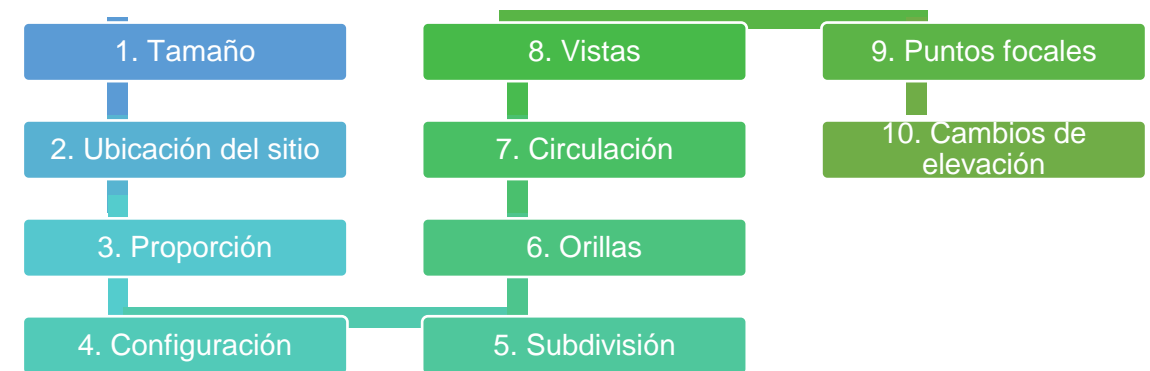 1. Tamaño
2. Ubicación del sitio
3. Proporción
4. Configuración
5. Subdivisión
6. Orillas
7. Circulación
8. Vistas
9. Puntos focales
10. Cambios de
elevación